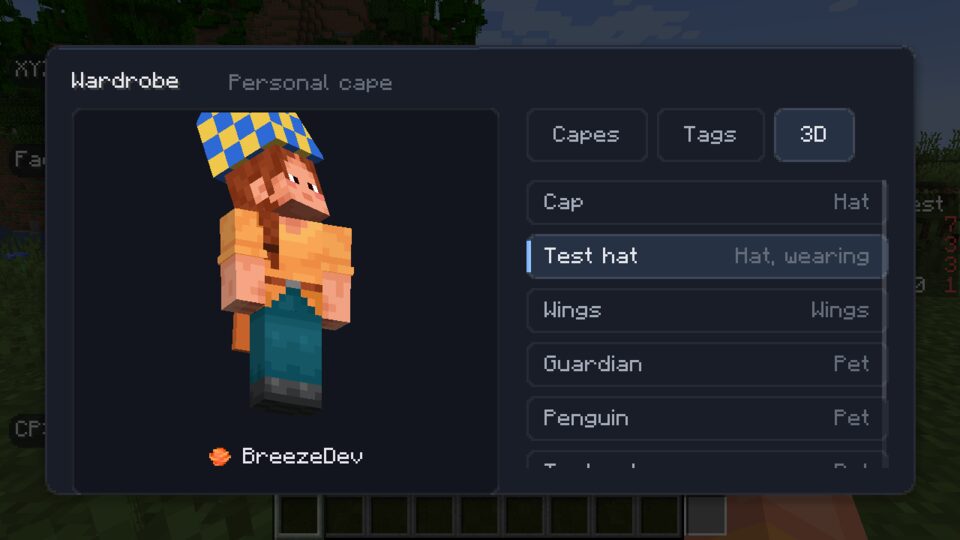 Wardrobe
Personal cape
Capes
Tags
3D
Cap
Hat
Test hat
Hat, wearing
Wings
Wings
Guardian
Pet
Penguin
Pet
BreezeDev